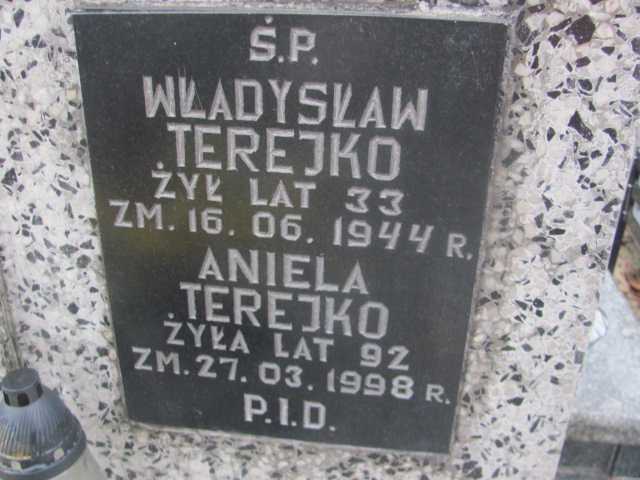 Ś.P.
WŁADYSŁAW
TEREJKO
ŻYŁ LAT 33
ZM. 16. 06. 1944 R.
ANIELA
TEREJKO
ŻYŁA LAT 92
ZM. 27. 03. 1998 R.
P.I.D.